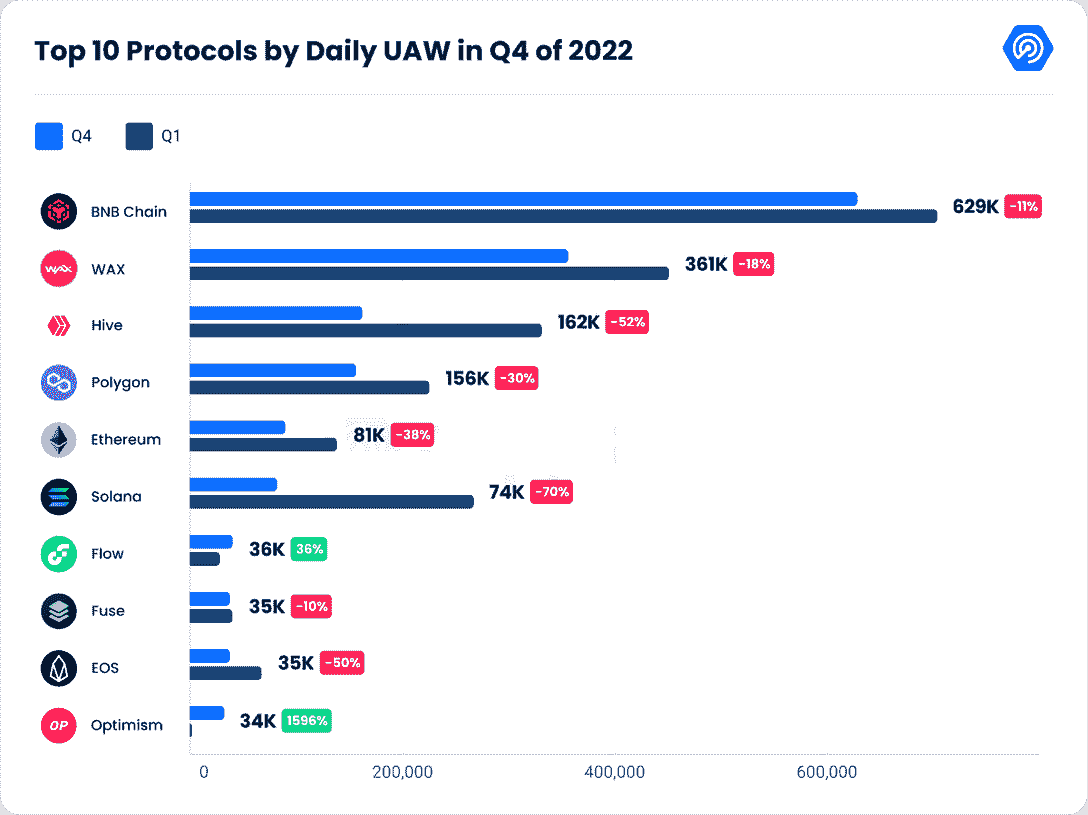 Top 10 Protocols by Daily UAW in Q4 of 2022
Q4 Q1
BNB Chain 629K -11%
WAX WAX 361K -18%
Hive 162K -52%
Polygon 156K -30%
Ethereum 81K -38%
Solana 74K -70%
Flow 36K 36%
Fuse 35K -10%
EOS 35K -50%
OP Optimism 34K 1596%
0 200,000 400,000 600,000